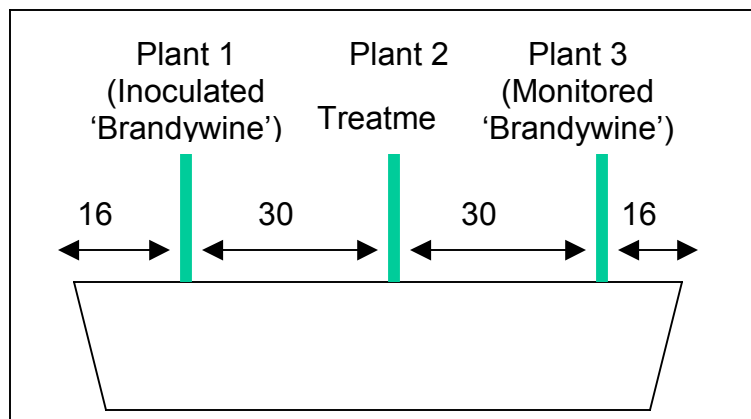 Plant 1
(Inoculated
‘Brandywine’)
Plant 2
Treatme
Plant 3
(Monitored
‘Brandywine’)
16
30
30
16